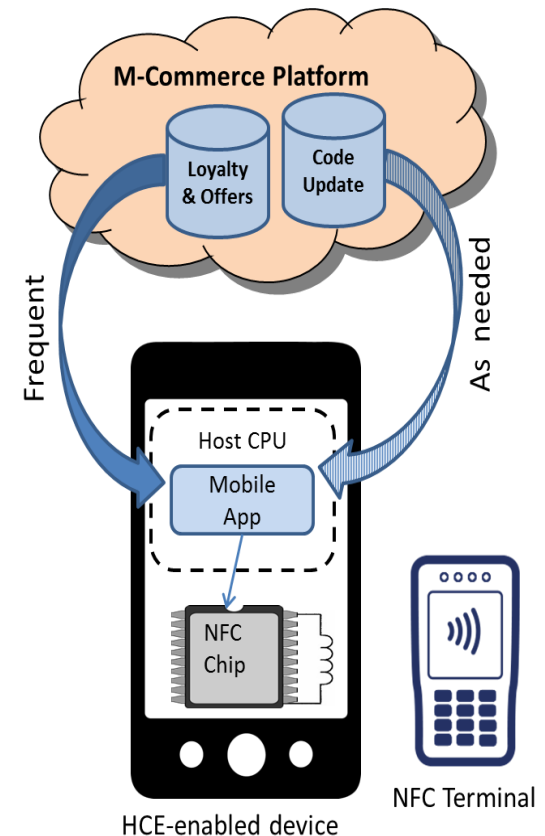 M-Commerce Platform
Loyalty
& Offers
Code
Update
Frequent
As needed
Host CPU
Mobile
App
NFC
Chip
NFC Terminal
HCE-enabled device